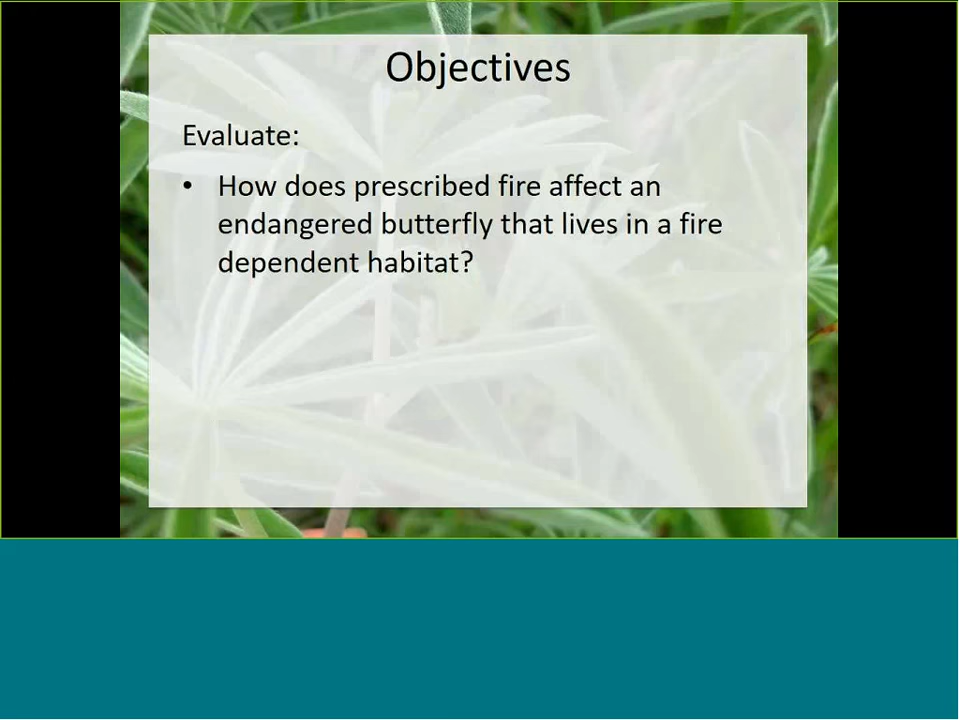 Objectives
Evaluate:
• How does prescribed fire affect an
endangered butterfly that lives in a fire
dependent habitat?